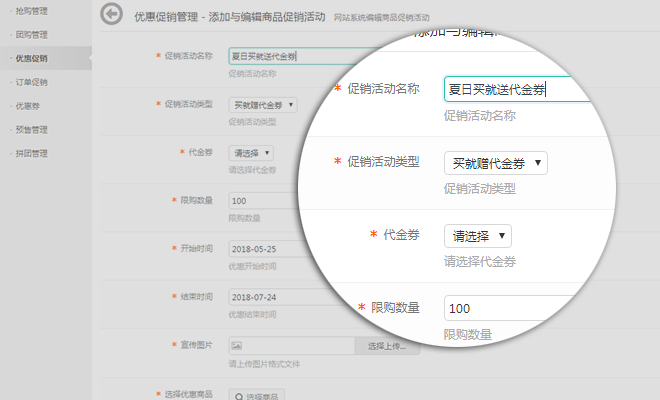 抢购管理
团购管理
优惠促销
订单促销
优惠券
预售管理
拼团管理
优惠促销管理 - 添加与编辑商品促销活动 网站系统编辑商品促销活动
* 促销活动名称 夏日买就送代金券
促销活动名称
* 促销活动类型 买就赠代金券
促销活动类型
* 代金券 请选择
请选择代金券
* 限购数量 100
限购数量
* 开始时间 2018-05-25
优惠开始时间
* 结束时间 2018-07-24
优惠结束时间
* 宣传图片 选择上传...
请上传图片格式文件
* 选择优惠商品 选择商品
添加与编辑
* 促销活动名称 夏日买就送代金券
促销活动名称
* 促销活动类型 买就赠代金券
促销活动类型
* 代金券 请选择
请选择代金券
* 限购数量 100
限购数量